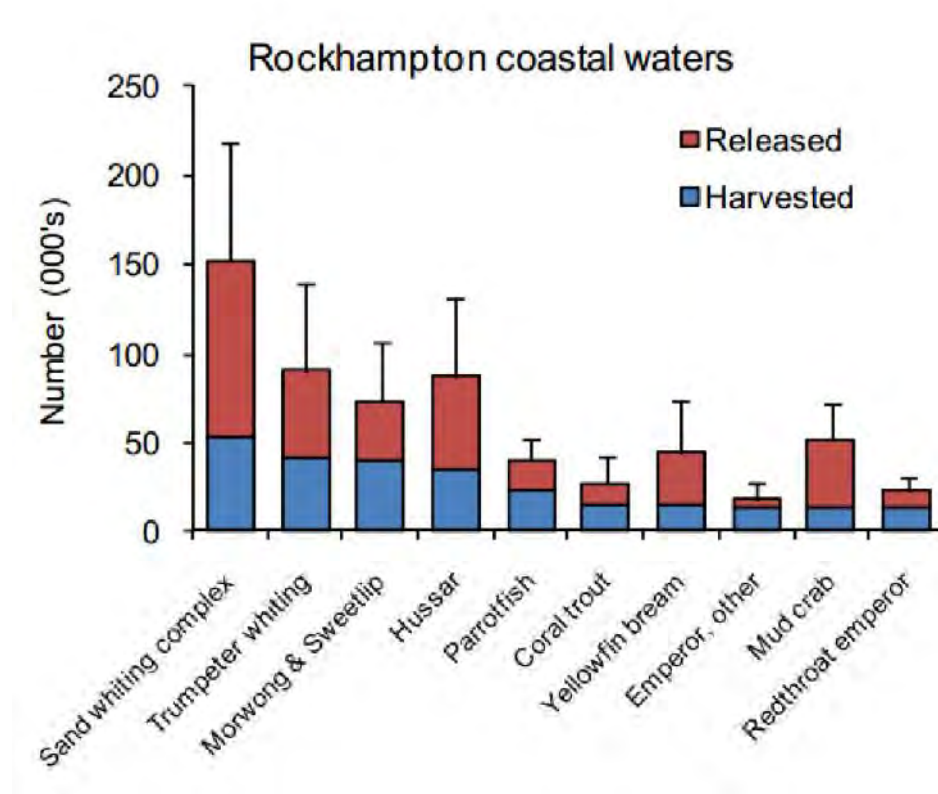 Rockhampton coastal waters
250
200
150
100
50
0
Number (000's)
Released
Harvested
Sand whiting complex
Trumpeter whiting
Morwong & Sweetlip
Hussar
Parrotfish
Coral trout
Yellowfin bream
Emperor, other
Mud crab
Redthroat emperor